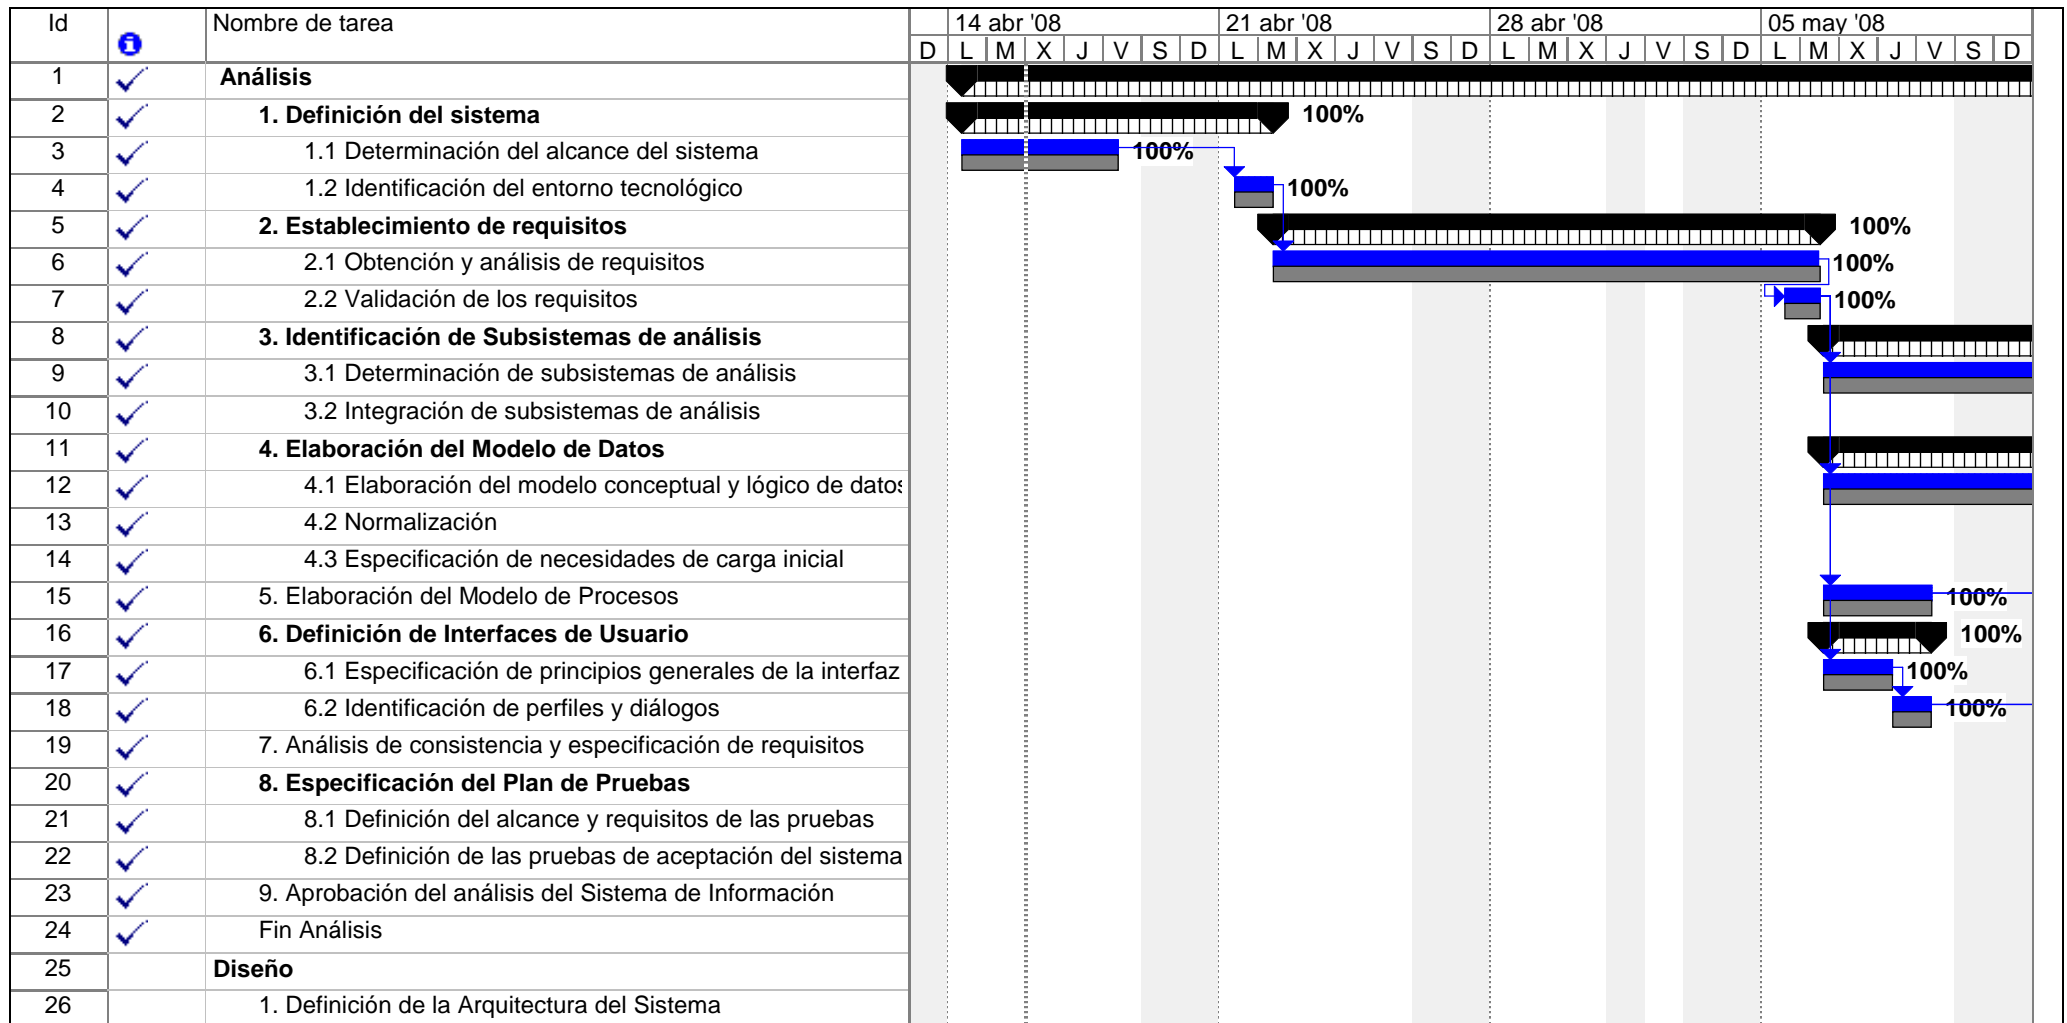 Id Nombre de tarea 14 abr '08 21 abr '08 28 abr '08 05 may '08
D L M X J V S D L M X J V S D L M X J V S D L M X J V S D
1 Análisis
2 1. Definición del sistema 100%
3 1.1 Determinación del alcance del sistema 100%
4 1.2 Identificación del entorno tecnológico 100%
5 2. Establecimiento de requisitos 100%
6 2.1 Obtención y análisis de requisitos 100%
7 2.2 Validación de los requisitos 100%
8 3. Identificación de Subsistemas de análisis
9 3.1 Determinación de subsistemas de análisis
10 3.2 Integración de subsistemas de análisis
11 4. Elaboración del Modelo de Datos
12 4.1 Elaboración del modelo conceptual y lógico de datos
13 4.2 Normalización
14 4.3 Especificación de necesidades de carga inicial
15 5. Elaboración del Modelo de Procesos 100%
16 6. Definición de Interfaces de Usuario 100%
17 6.1 Especificación de principios generales de la interfaz 100%
18 6.2 Identificación de perfiles y diálogos 100%
19 7. Análisis de consistencia y especificación de requisitos
20 8. Especificación del Plan de Pruebas
21 8.1 Definición del alcance y requisitos de las pruebas
22 8.2 Definición de las pruebas de aceptación del sistema
23 9. Aprobación del análisis del Sistema de Información
24 Fin Análisis
25 Diseño
26 1. Definición de la Arquitectura del Sistema